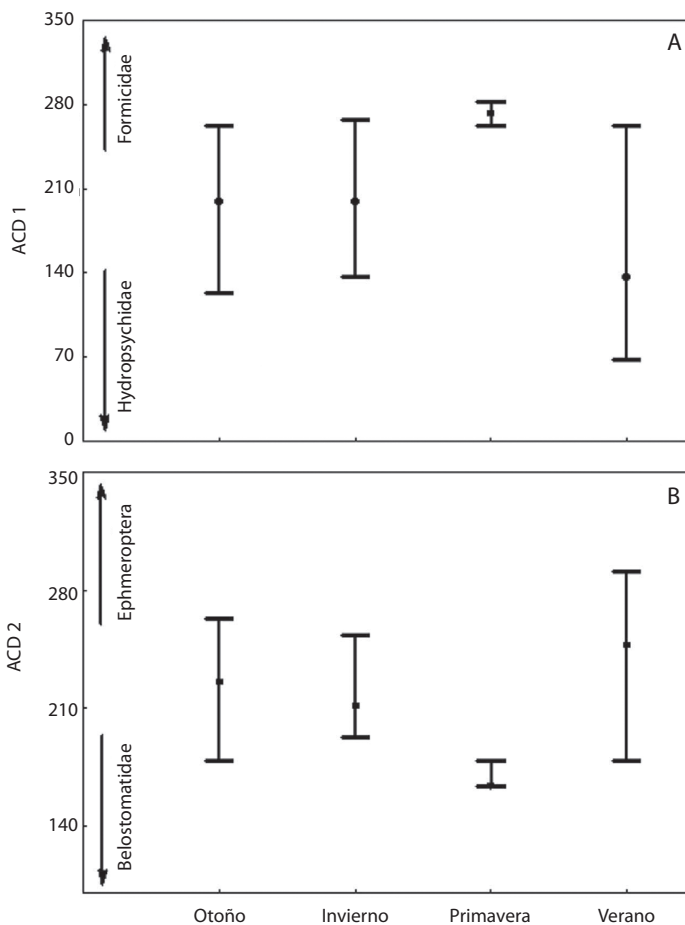 350
A
280
210
140
70
0
ACD 1
Formicidae
Hydropsychidae
350
B
280
210
140
ACD 2
Ephmeroptera
Belostomatidae
Otoño Invierno Primavera Verano